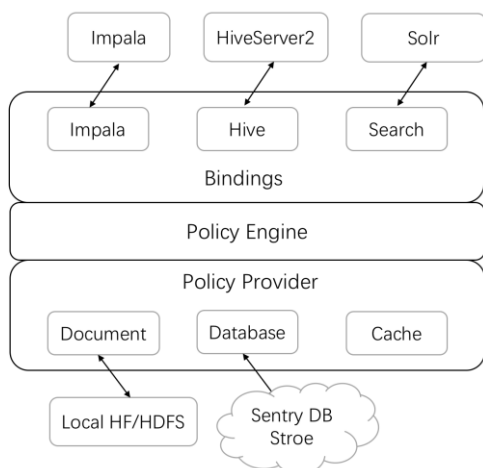 Impala
HiveServer2
Solr
Impala
Hive
Search
Bindings
Policy Engine
Policy Provider
Document
Database
Cache
Local HF/HDFS
Sentry DB
Stroe